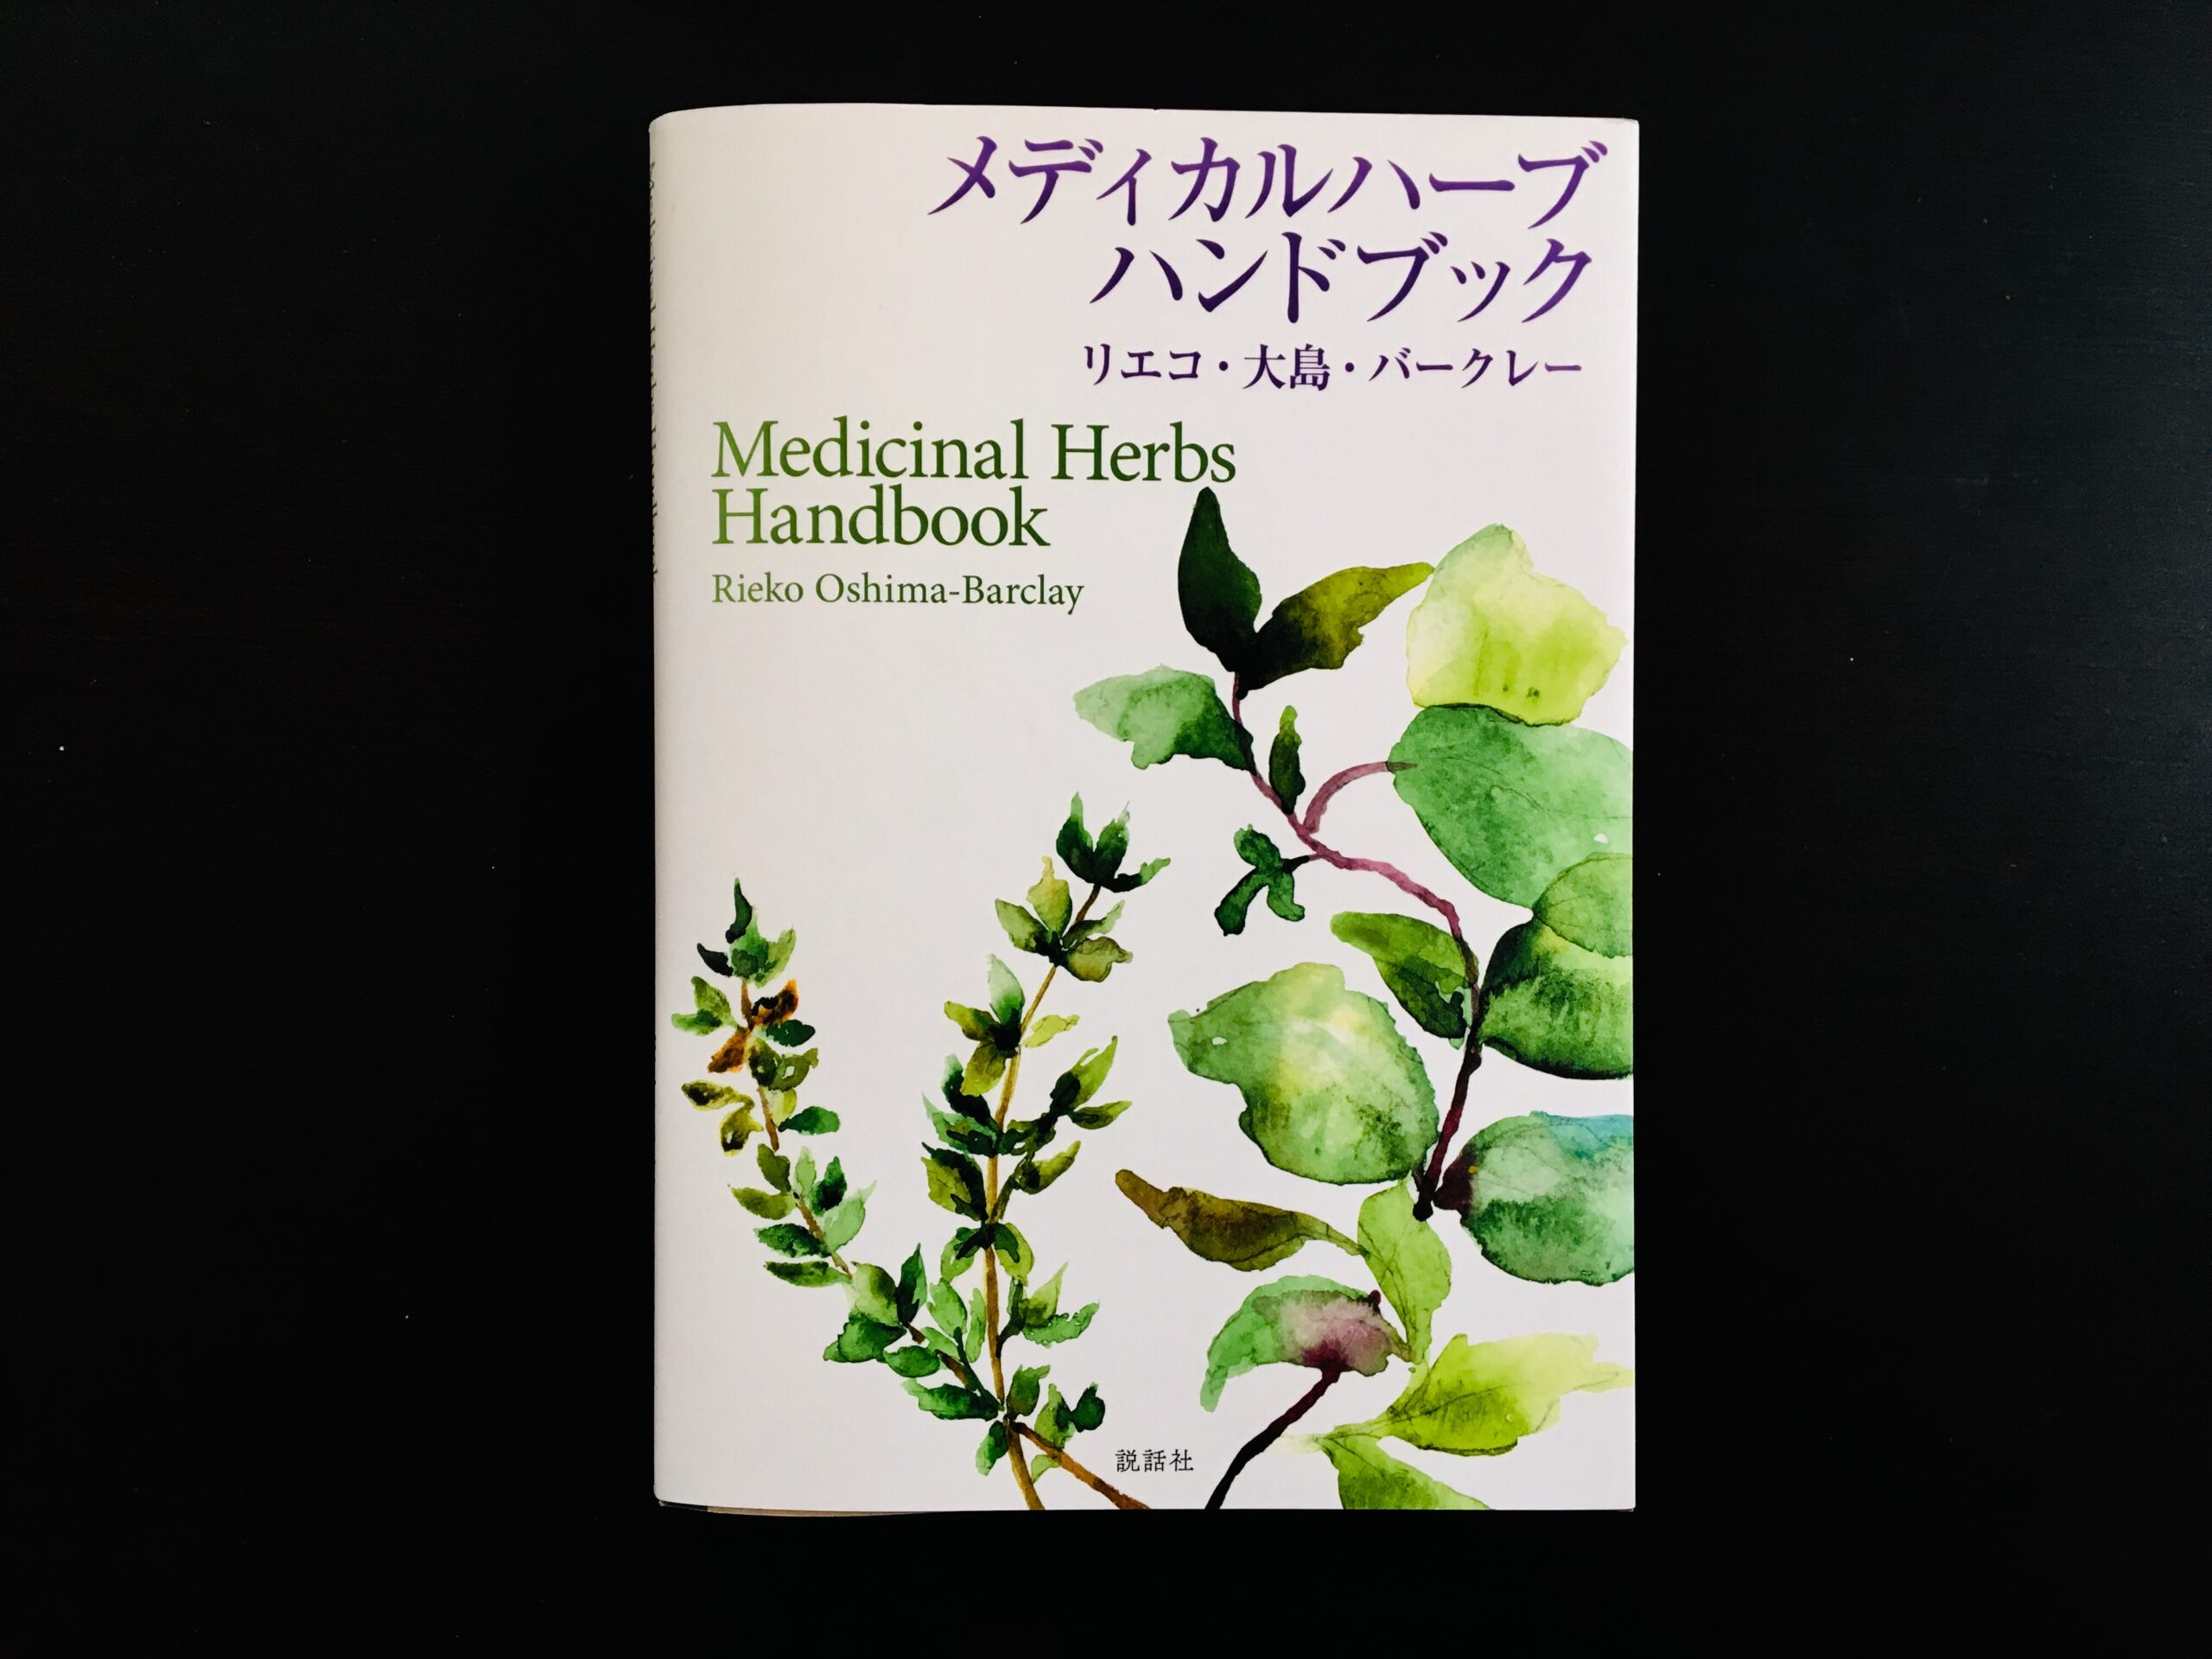 メディカルハーブ
ハンドブック
リエコ・大島・バークレー
Medicinal Herbs
Handbook
Rieko Oshima-Barclay
説話社